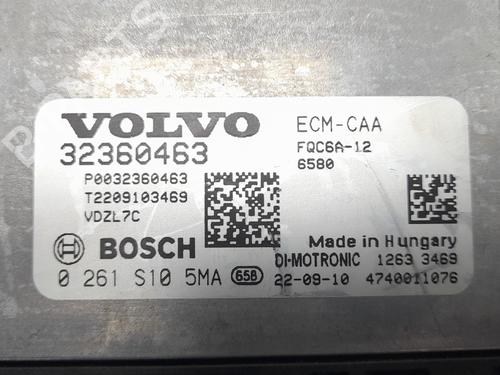 VOLVO
32360463
P0032360463
T2209103469
VDZL7C
BOSCH
0 261 S10 5MA 658
ECM-CAA
FQC6A-12
6580
Made in Hungary
DI-MOTRONIC 1263 3469
22-09-10 4740011076